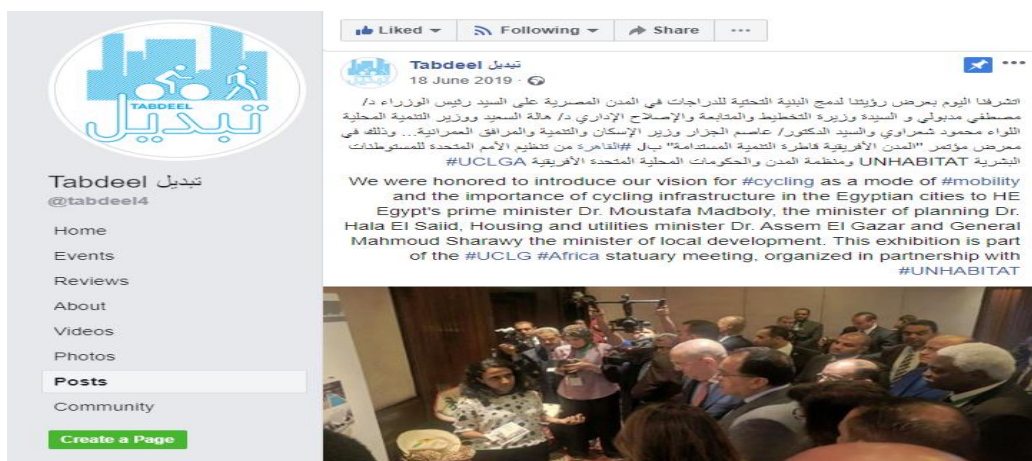 TABDEEL
تبديل
Tabdeel تبديل
@tabdeel4
Home
Events
Reviews
About
Videos
Photos
Posts
Community
Create a Page
Liked
Following
Share
Tabdeel تبديل
18 June 2019
اتشرفنا اليوم بعرض رؤيتنا لدمج البنية التحتية للدراجات في المدن المصرية على السيد رئيس الوزراء د/
مصطفي مدبولي و السيدة وزيرة التخطيط والمتابعة والإصلاح الإداري د/ هالة السعيد ووزير التنمية المحلية
اللواء محمود شعراوي والسيد الدكتور/ عاصم الجزار وزير الإسكان والتنمية والمرافق العمرانية... وذلك في
معرض مؤتمر "المدن الأفريقية قاطرة التنمية المستدامة" بال #القاهرة من تنظيم الأمم المتحدة للمستوطنات
البشرية UNHABITAT ومنظمة المدن والحكومات المحلية المتحدة الأفريقية UCLGA#
We were honored to introduce our vision for #cycling as a mode of #mobility
and the importance of cycling infrastructure in the Egyptian cities to HE
Egypt's prime minister Dr. Moustafa Madboly, the minister of planning Dr.
Hala El Saiid, Housing and utilities minister Dr. Assem El Gazar and General
Mahmoud Sharawy the minister of local development. This exhibition is part
of the #UCLG #Africa statuary meeting, organized in partnership with
#UNHABITAT